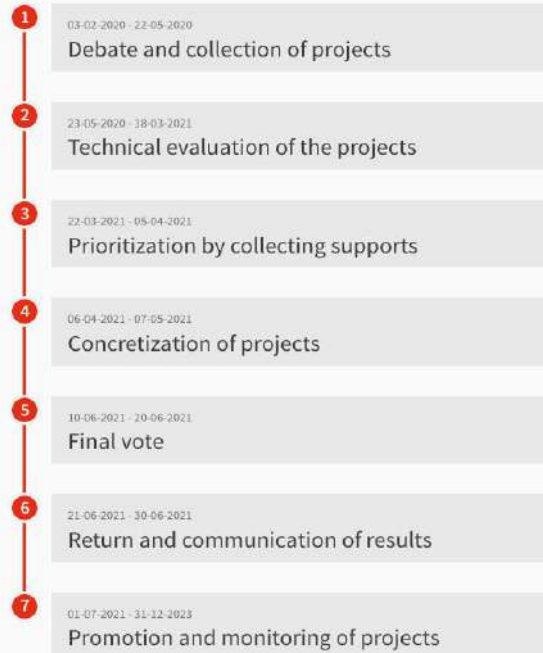 1
03-02-2020 - 22-05-2020
Debate and collection of projects
2
23-05-2020 - 18-03-2021
Technical evaluation of the projects
3
22-03-2021 - 05-04-2021
Prioritization by collecting supports
4
06-04-2021 - 07-05-2021
Concretization of projects
5
10-06-2021 - 20-06-2021
Final vote
6
21-06-2021 - 30-06-2021
Return and communication of results
7
01-07-2021 - 31-12-2023
Promotion and monitoring of projects